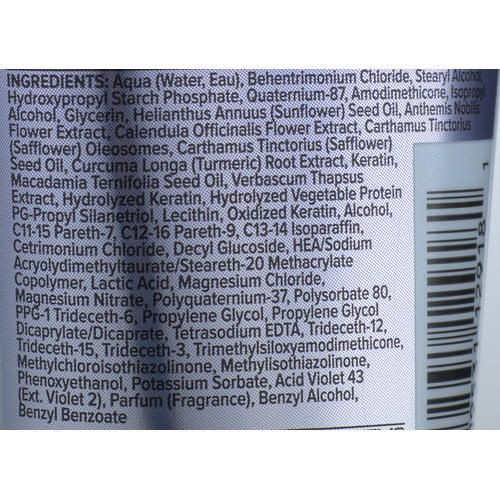 INGREDIENTS: Aqua (Water, Eau), Behentrimonium Chloride, Stearyl Alcohol,
Hydroxypropyl Starch Phosphate, Quaternium-87, Amodimethicone, Isopropyl
Alcohol, Glycerin, Helianthus Annuus (Sunflower) Seed Oil, Anthemis Nobilis
Flower Extract, Calendula Officinalis Flower Extract, Carthamus Tinctorius
(Safflower) Oleosomes, Carthamus Tinctorius (Safflower)
Seed Oil, Curcuma Longa (Turmeric) Root Extract, Keratin,
Macadamia Ternifolia Seed Oil, Verbascum Thapsus
Extract, Hydrolyzed Keratin, Hydrolyzed Vegetable Protein
PG-Propyl Silanetriol, Lecithin, Oxidized Keratin, Alcohol,
C11-15 Pareth-7, C12-16 Pareth-9, C13-14 Isoparaffin,
Cetrimonium Chloride, Decyl Glucoside, HEA/Sodium
Acryolydimethyltaurate/Steareth-20 Methacrylate
Copolymer, Lactic Acid, Magnesium Chloride,
Magnesium Nitrate, Polyquaternium-37, Polysorbate 80,
PPG-1 Trideceth-6, Propylene Glycol, Propylene Glycol
Dicaprylate/Dicaprate, Tetrasodium EDTA, Trideceth-12,
Trideceth-15, Trideceth-3, Trimethylsiloxyamodimethicone,
Methylchloroisothiazolinone, Methylisothiazolinone,
Phenoxyethanol, Potassium Sorbate, Acid Violet 43
(Ext. Violet 2), Parfum (Fragrance), Benzyl Alcohol,
Benzyl Benzoate
1